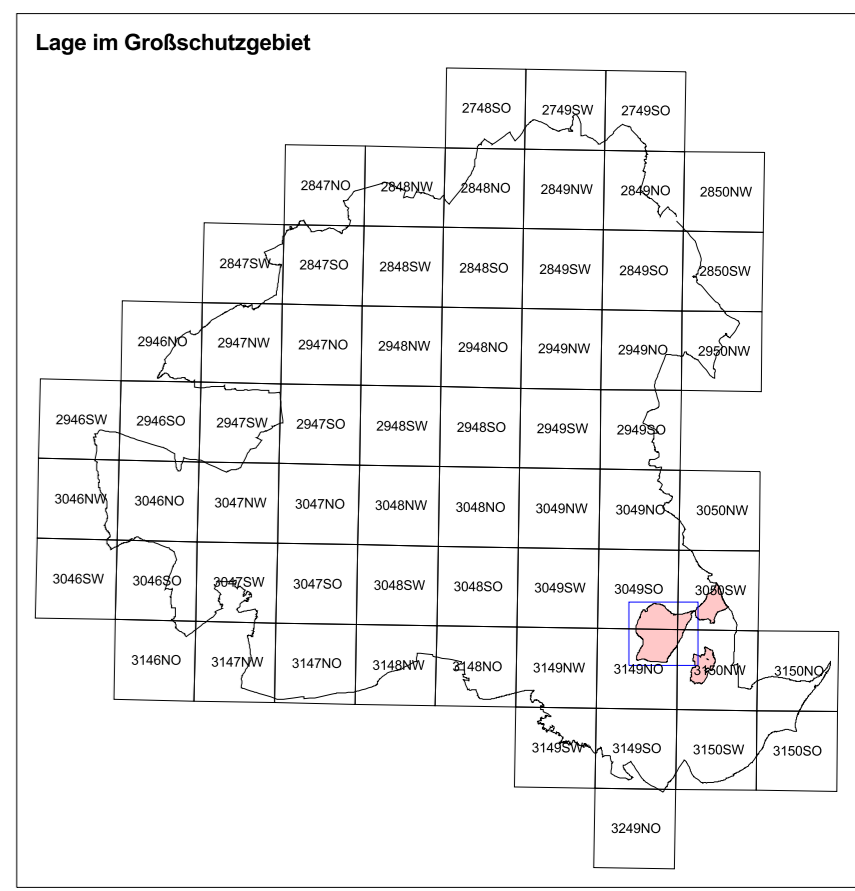 Lage im Großschutzgebiet
2748SO 2749SW 2749SO
2847NO 2848NW 2848NO 2849NW 2849NO 2850NW
2847SW 2847SO 2848SW 2848SO 2849SW 2849SO 2850SW
2946NO 2947NW 2947NO 2948NW 2948NO 2949NW 2949NO 2950NW
2946SW 2946SO 2947SW 2947SO 2948SW 2948SO 2949SW 2949SO
3046NW 3046NO 3047NW 3047NO 3048NW 3048NO 3049NW 3049NO 3050NW
3046SW 3046SO 3047SW 3047SO 3048SW 3048SO 3049SW 3049SO 3050SW
3146NO 3147NW 3147NO 3148NW 3148NO 3149NW 3149NO 3150NW 3150NO
3149SW 3149SO 3150SW 3150SO
3249NO